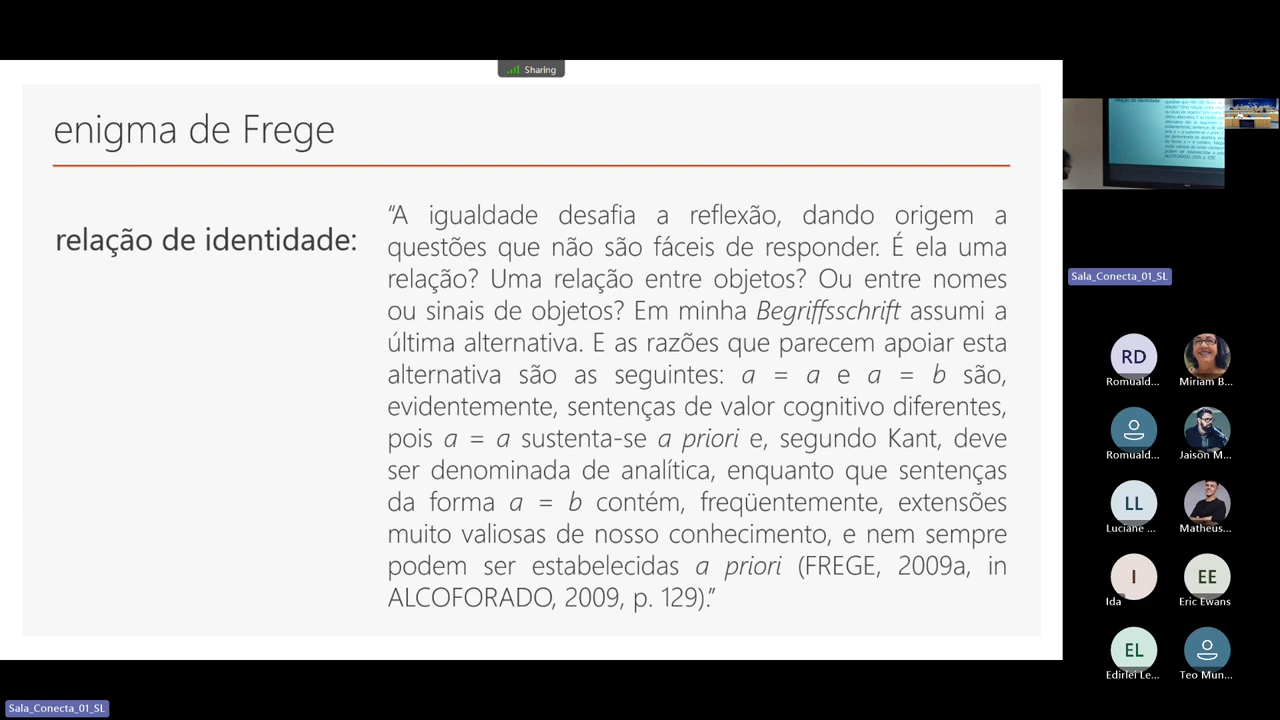 Sharing
enigma de Frege
relação de identidade:
“A igualdade desafia a reflexão, dando origem a
questões que não são fáceis de responder. É ela uma
relação? Uma relação entre objetos? Ou entre nomes
ou sinais de objetos? Em minha Begriffsschrift assumi a
última alternativa. E as razões que parecem apoiar esta
alternativa são as seguintes: a = a e a = b são,
evidentemente, sentenças de valor cognitivo diferentes,
pois a = a sustenta-se a priori e, segundo Kant, deve
ser denominada de analítica, enquanto que sentenças
da forma a = b contém, freqüentemente, extensões
muito valiosas de nosso conhecimento, e nem sempre
podem ser estabelecidas a priori (FREGE, 2009a, in
ALCOFORADO, 2009, p. 129).”
Sala_Conecta_01_SL
RD
Romuald...
Miriam B...
Romuald...
Jaison M...
LL
Luciane ...
Matheus...
I
Ida
EE
Eric Ewans
EL
Edirlei Le...
Teo Mun...
Sala_Conecta_01_SL